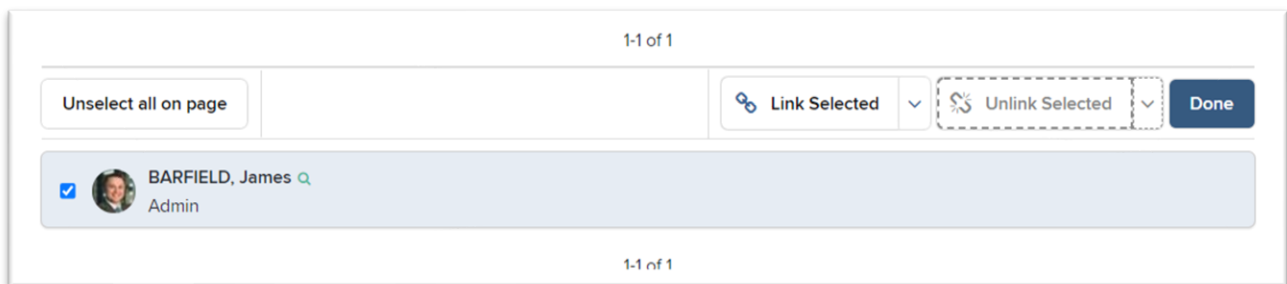 1-1 of 1
Unselect all on page Link Selected Unlink Selected Done
BARFIELD, James
Admin
1-1 of 1